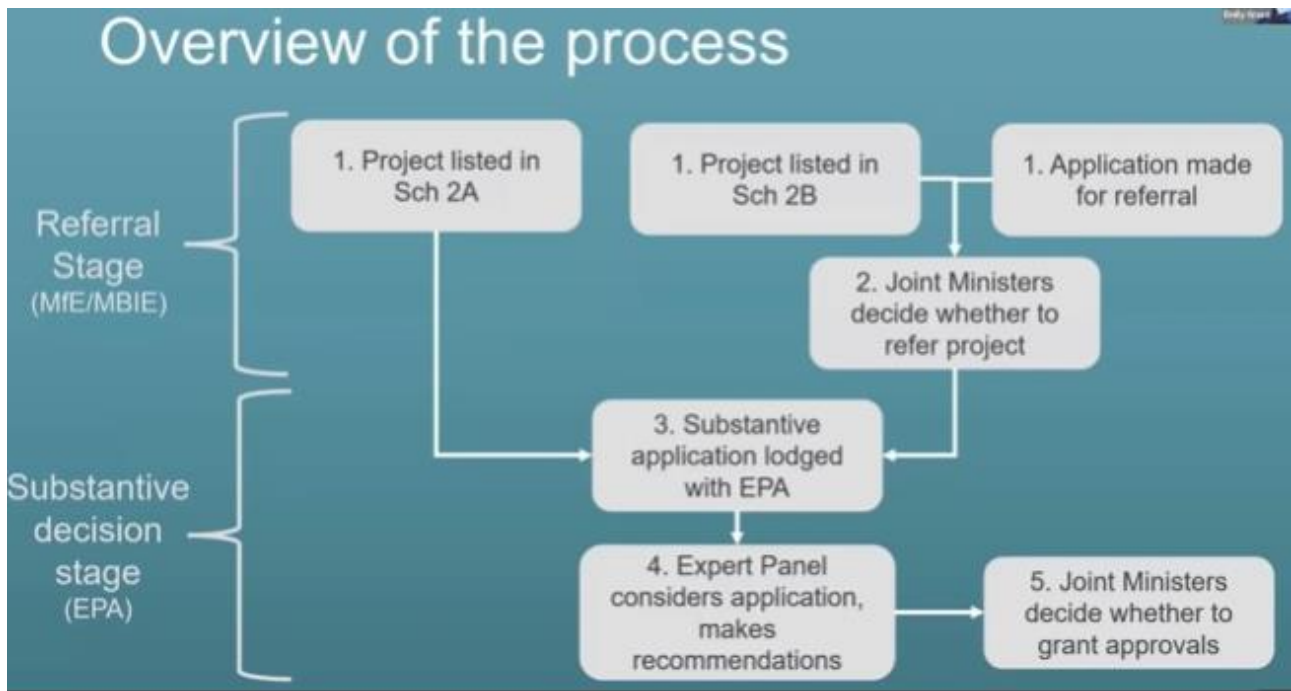 Overview of the process
1. Project listed in
Sch 2A
1. Project listed in
Sch 2B
1. Application made
for referral
Referral
Stage
(MfE/MBIE)
2. Joint Ministers
decide whether to
refer project
3. Substantive
application lodged
with EPA
Substantive
decision
stage
(EPA)
4. Expert Panel
considers application,
makes
recommendations
5. Joint Ministers
decide whether to
grant approvals